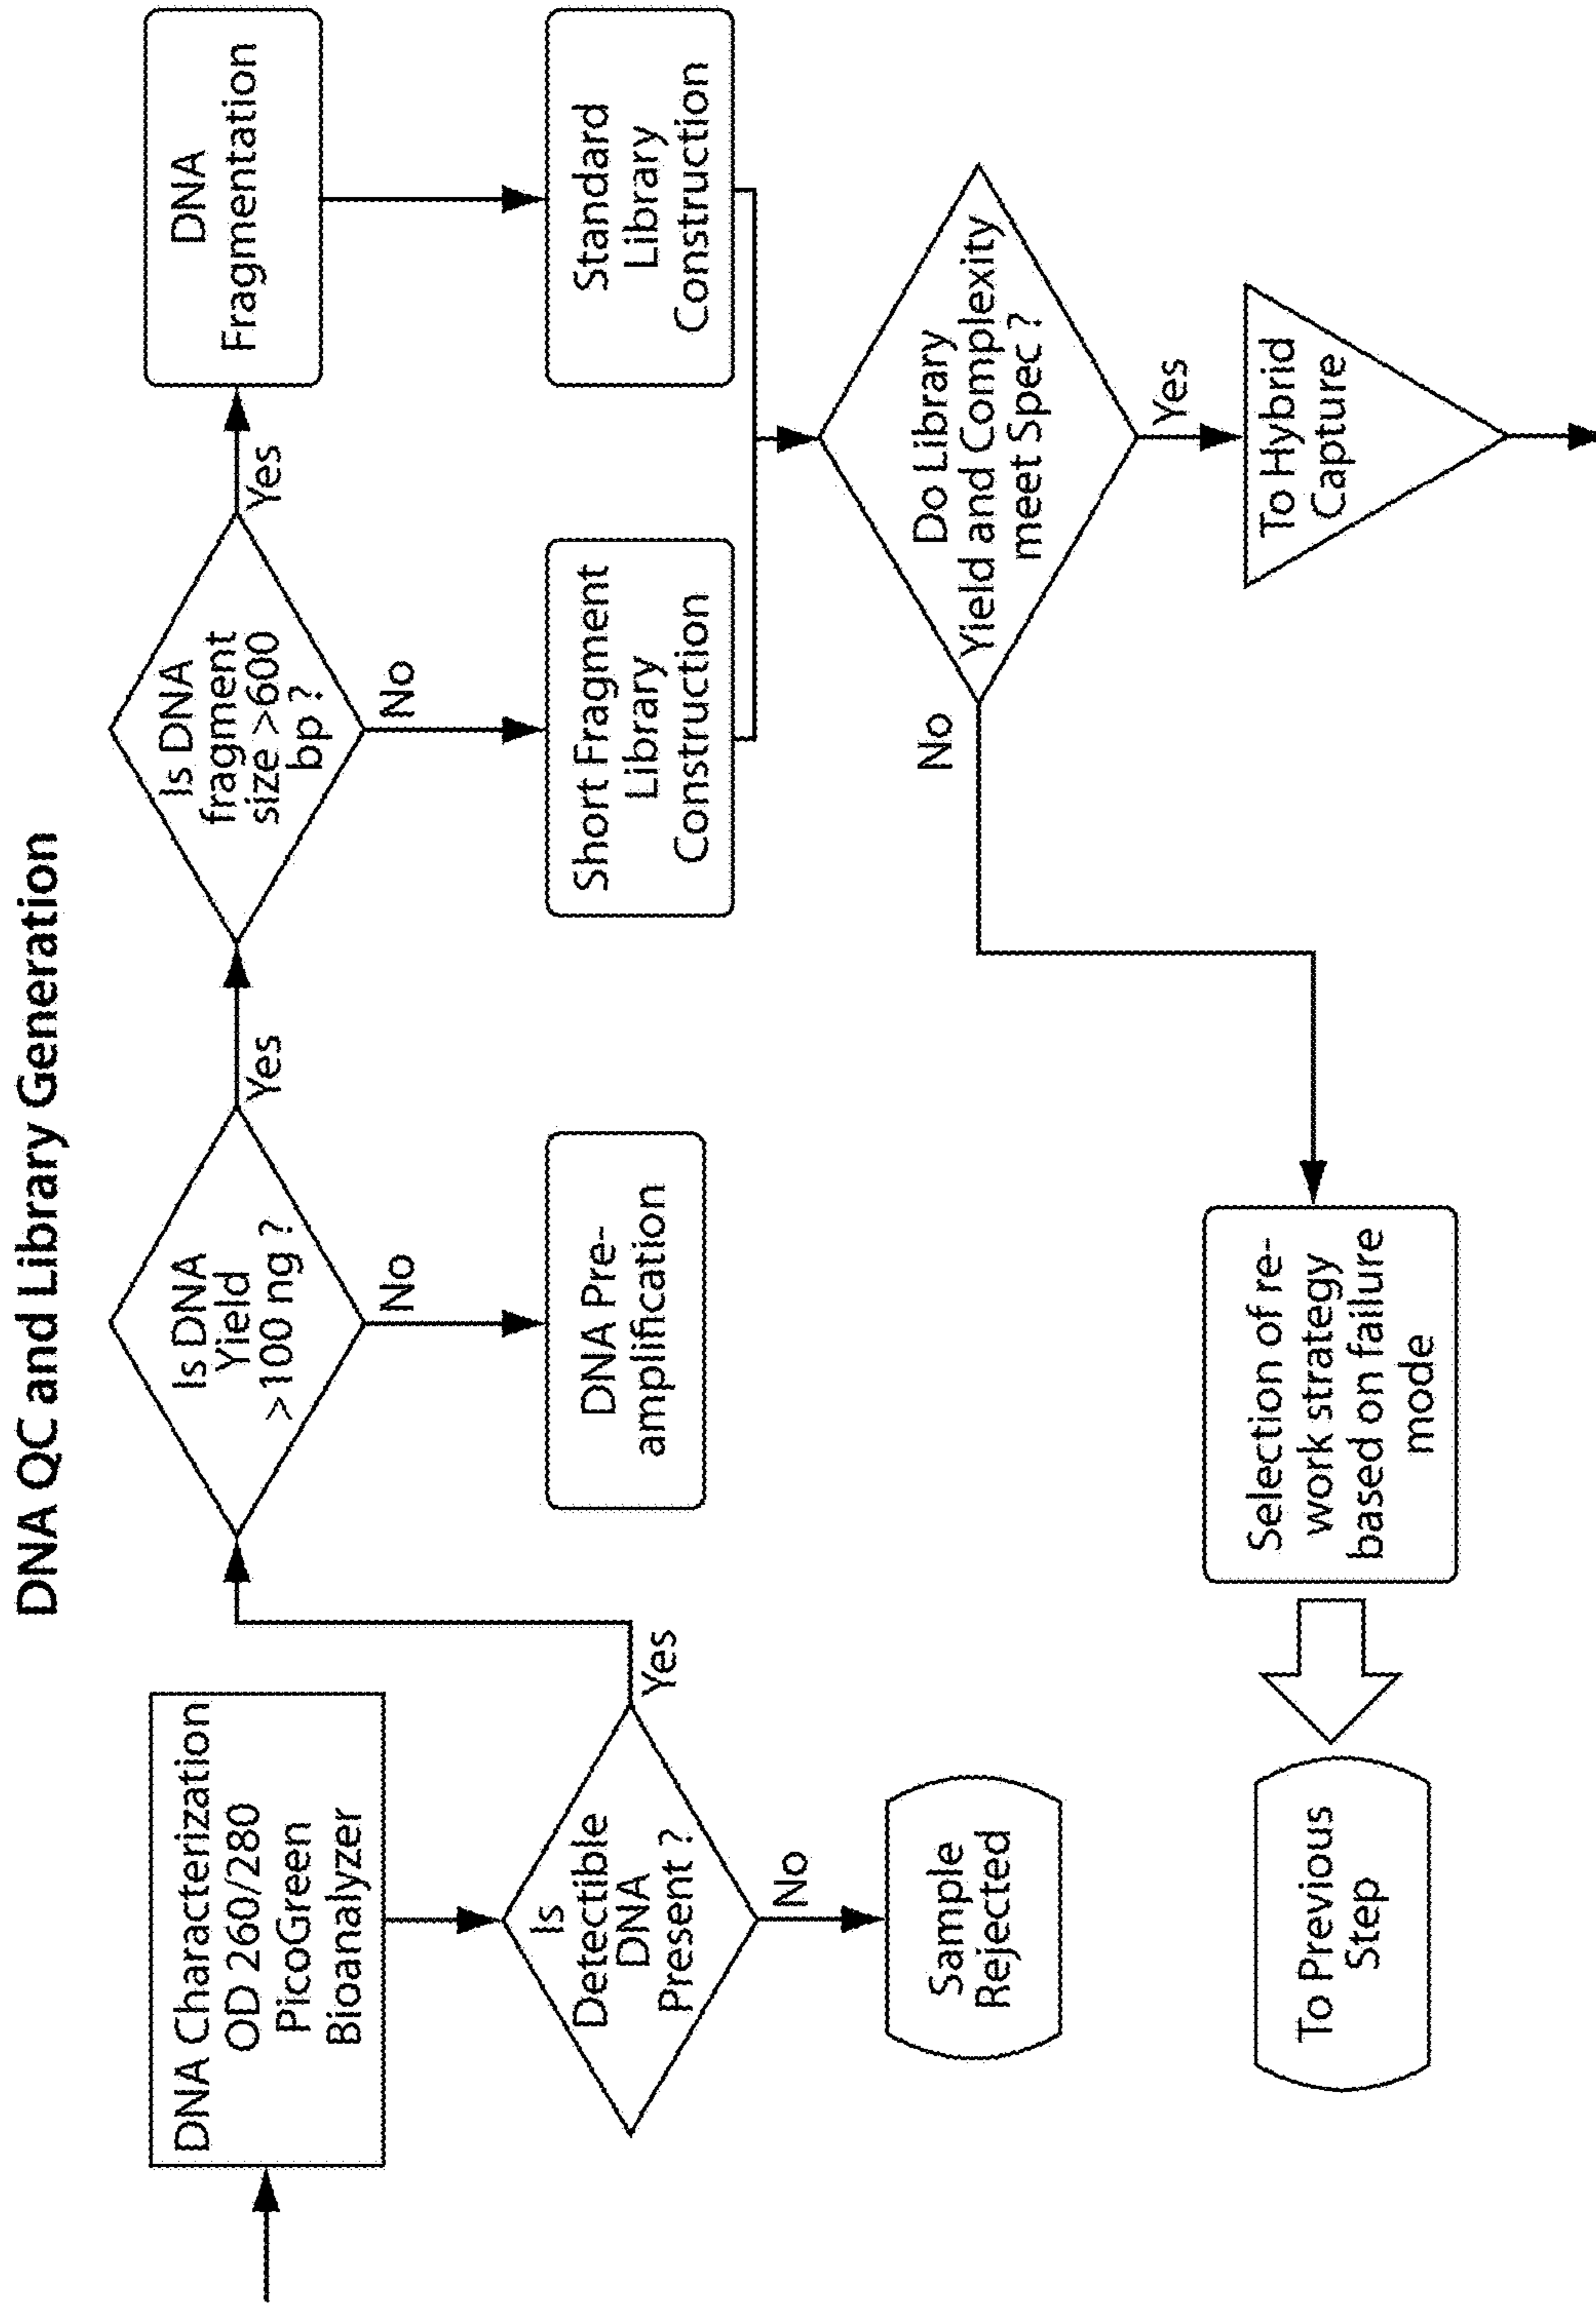 DNA QC and Library Generation
DNA Characterization
OD 260/280
PicoGreen
Bioanalyzer
Is
Detectible
DNA
Present ?
Yes
No
Sample
Rejected
Is DNA
Yield
>100 ng ?
Yes
No
DNA Pre-
amplification
Is DNA
fragment
size >600
bp ?
Yes
No
DNA
Fragmentation
Short Fragment
Library
Construction
Standard
Library
Construction
Do Library
Yield and Complexity
meet Spec ?
No
Yes
To Hybrid
Capture
Selection of re-
work strategy
based on failure
mode
To Previous
Step